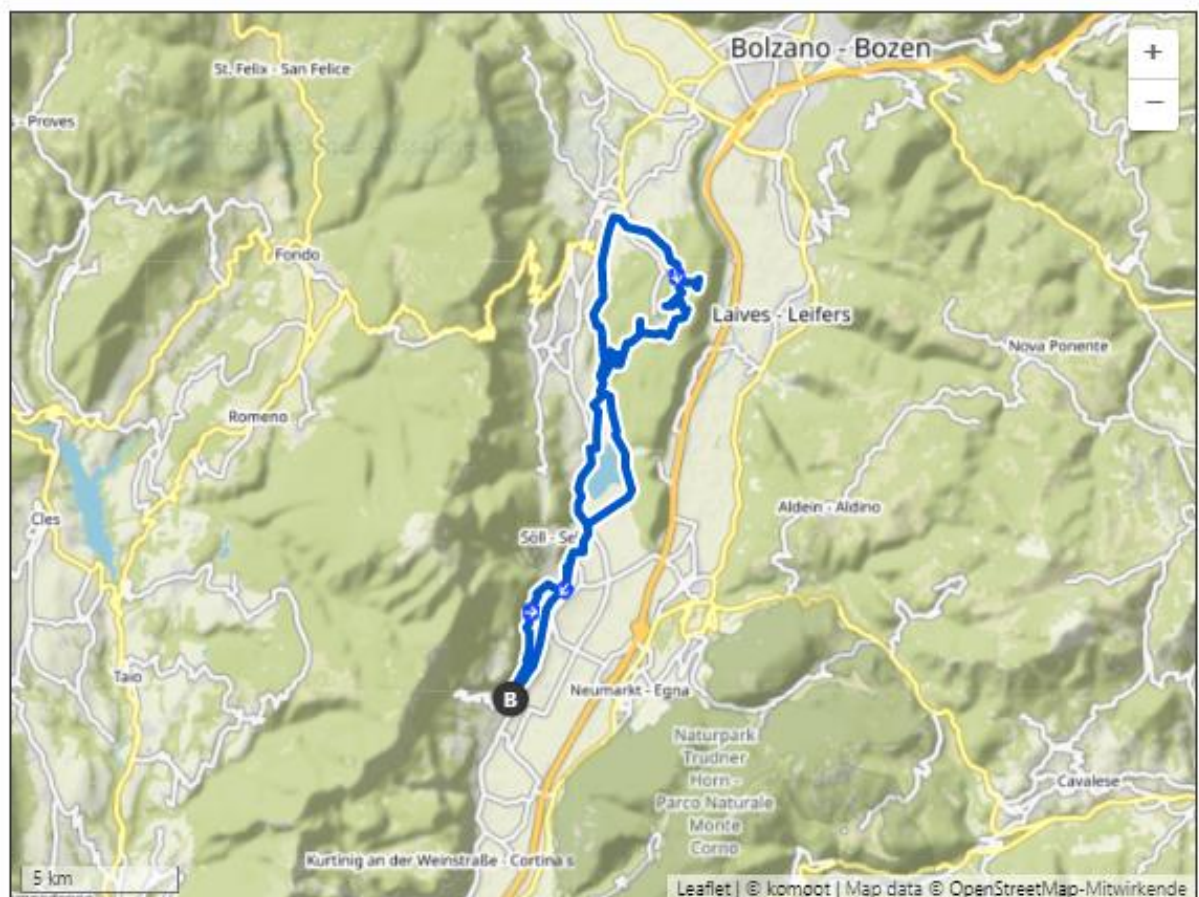 Bolzano - Bozen
+
−
St. Felix - San Felice
- Proves
Fondo
Laives - Leifers
Nova Ponente
Romeno
Aldein - Aldino
Cles
Söll - Se
Taio
B
Neumarkt - Egna
Naturpark
Trudner
Horn -
Parco Naturale
Monte
Corno
Cavalese
Kurtinig an der Weinstraße - Cortina s
5 km
Leaflet | © komoot | Map data © OpenStreetMap-Mitwirkende